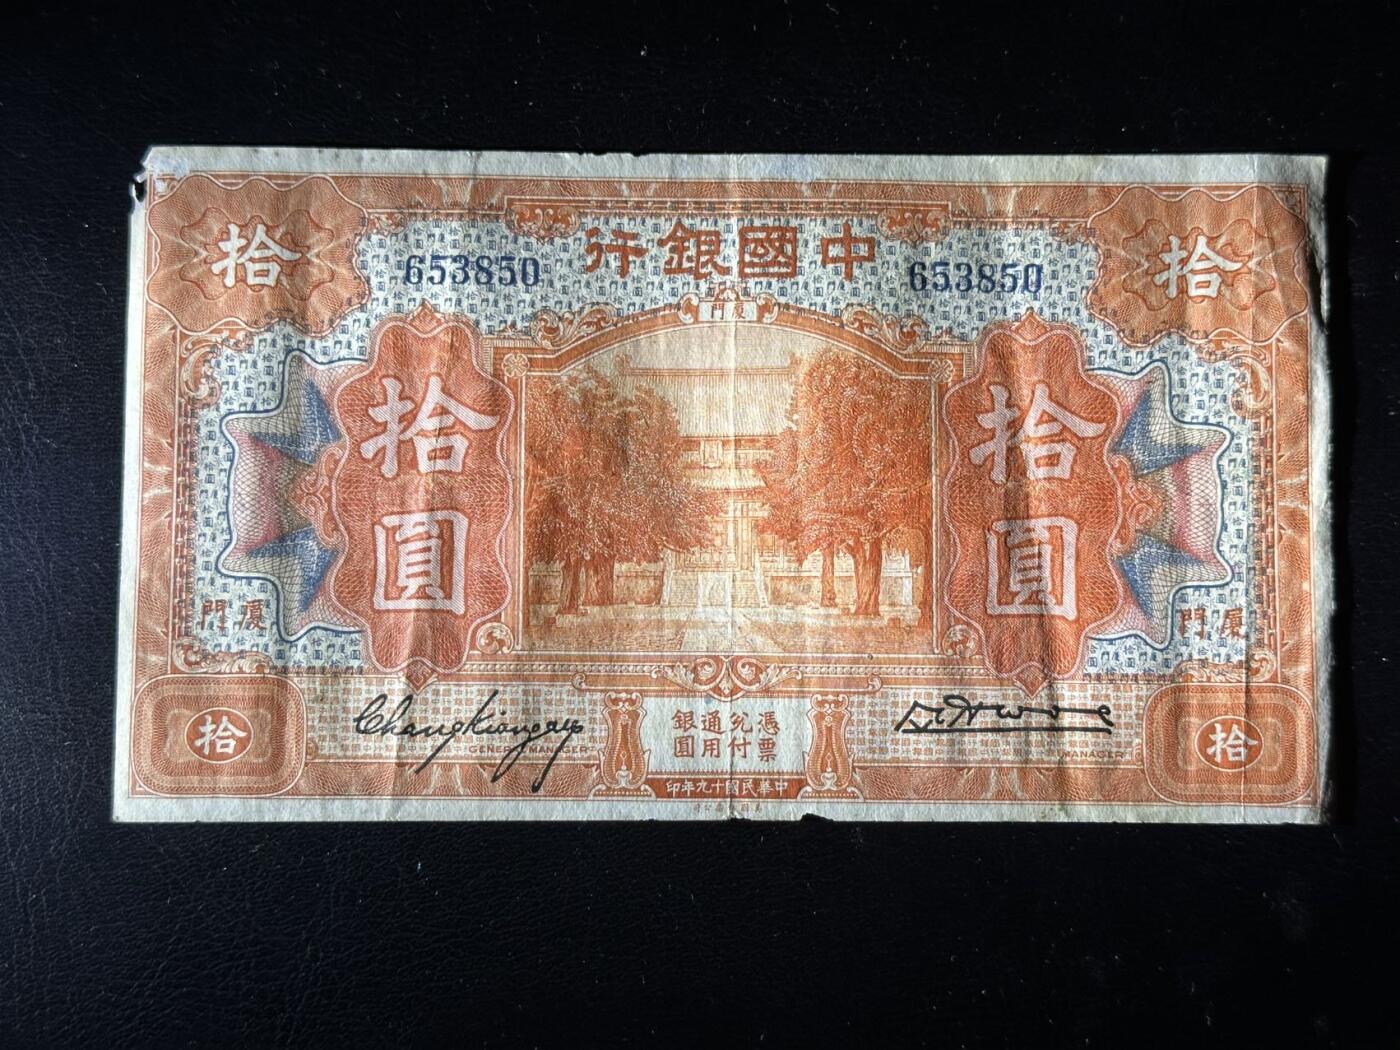 中國銀行
拾
653850
653850
拾
廈門
拾圓
拾圓
廈門
廈門
憑票
兌付
通用
銀圓
Chang Kiangau
GENERAL MANAGER
MANAGER
拾
拾
中華民國十九年印